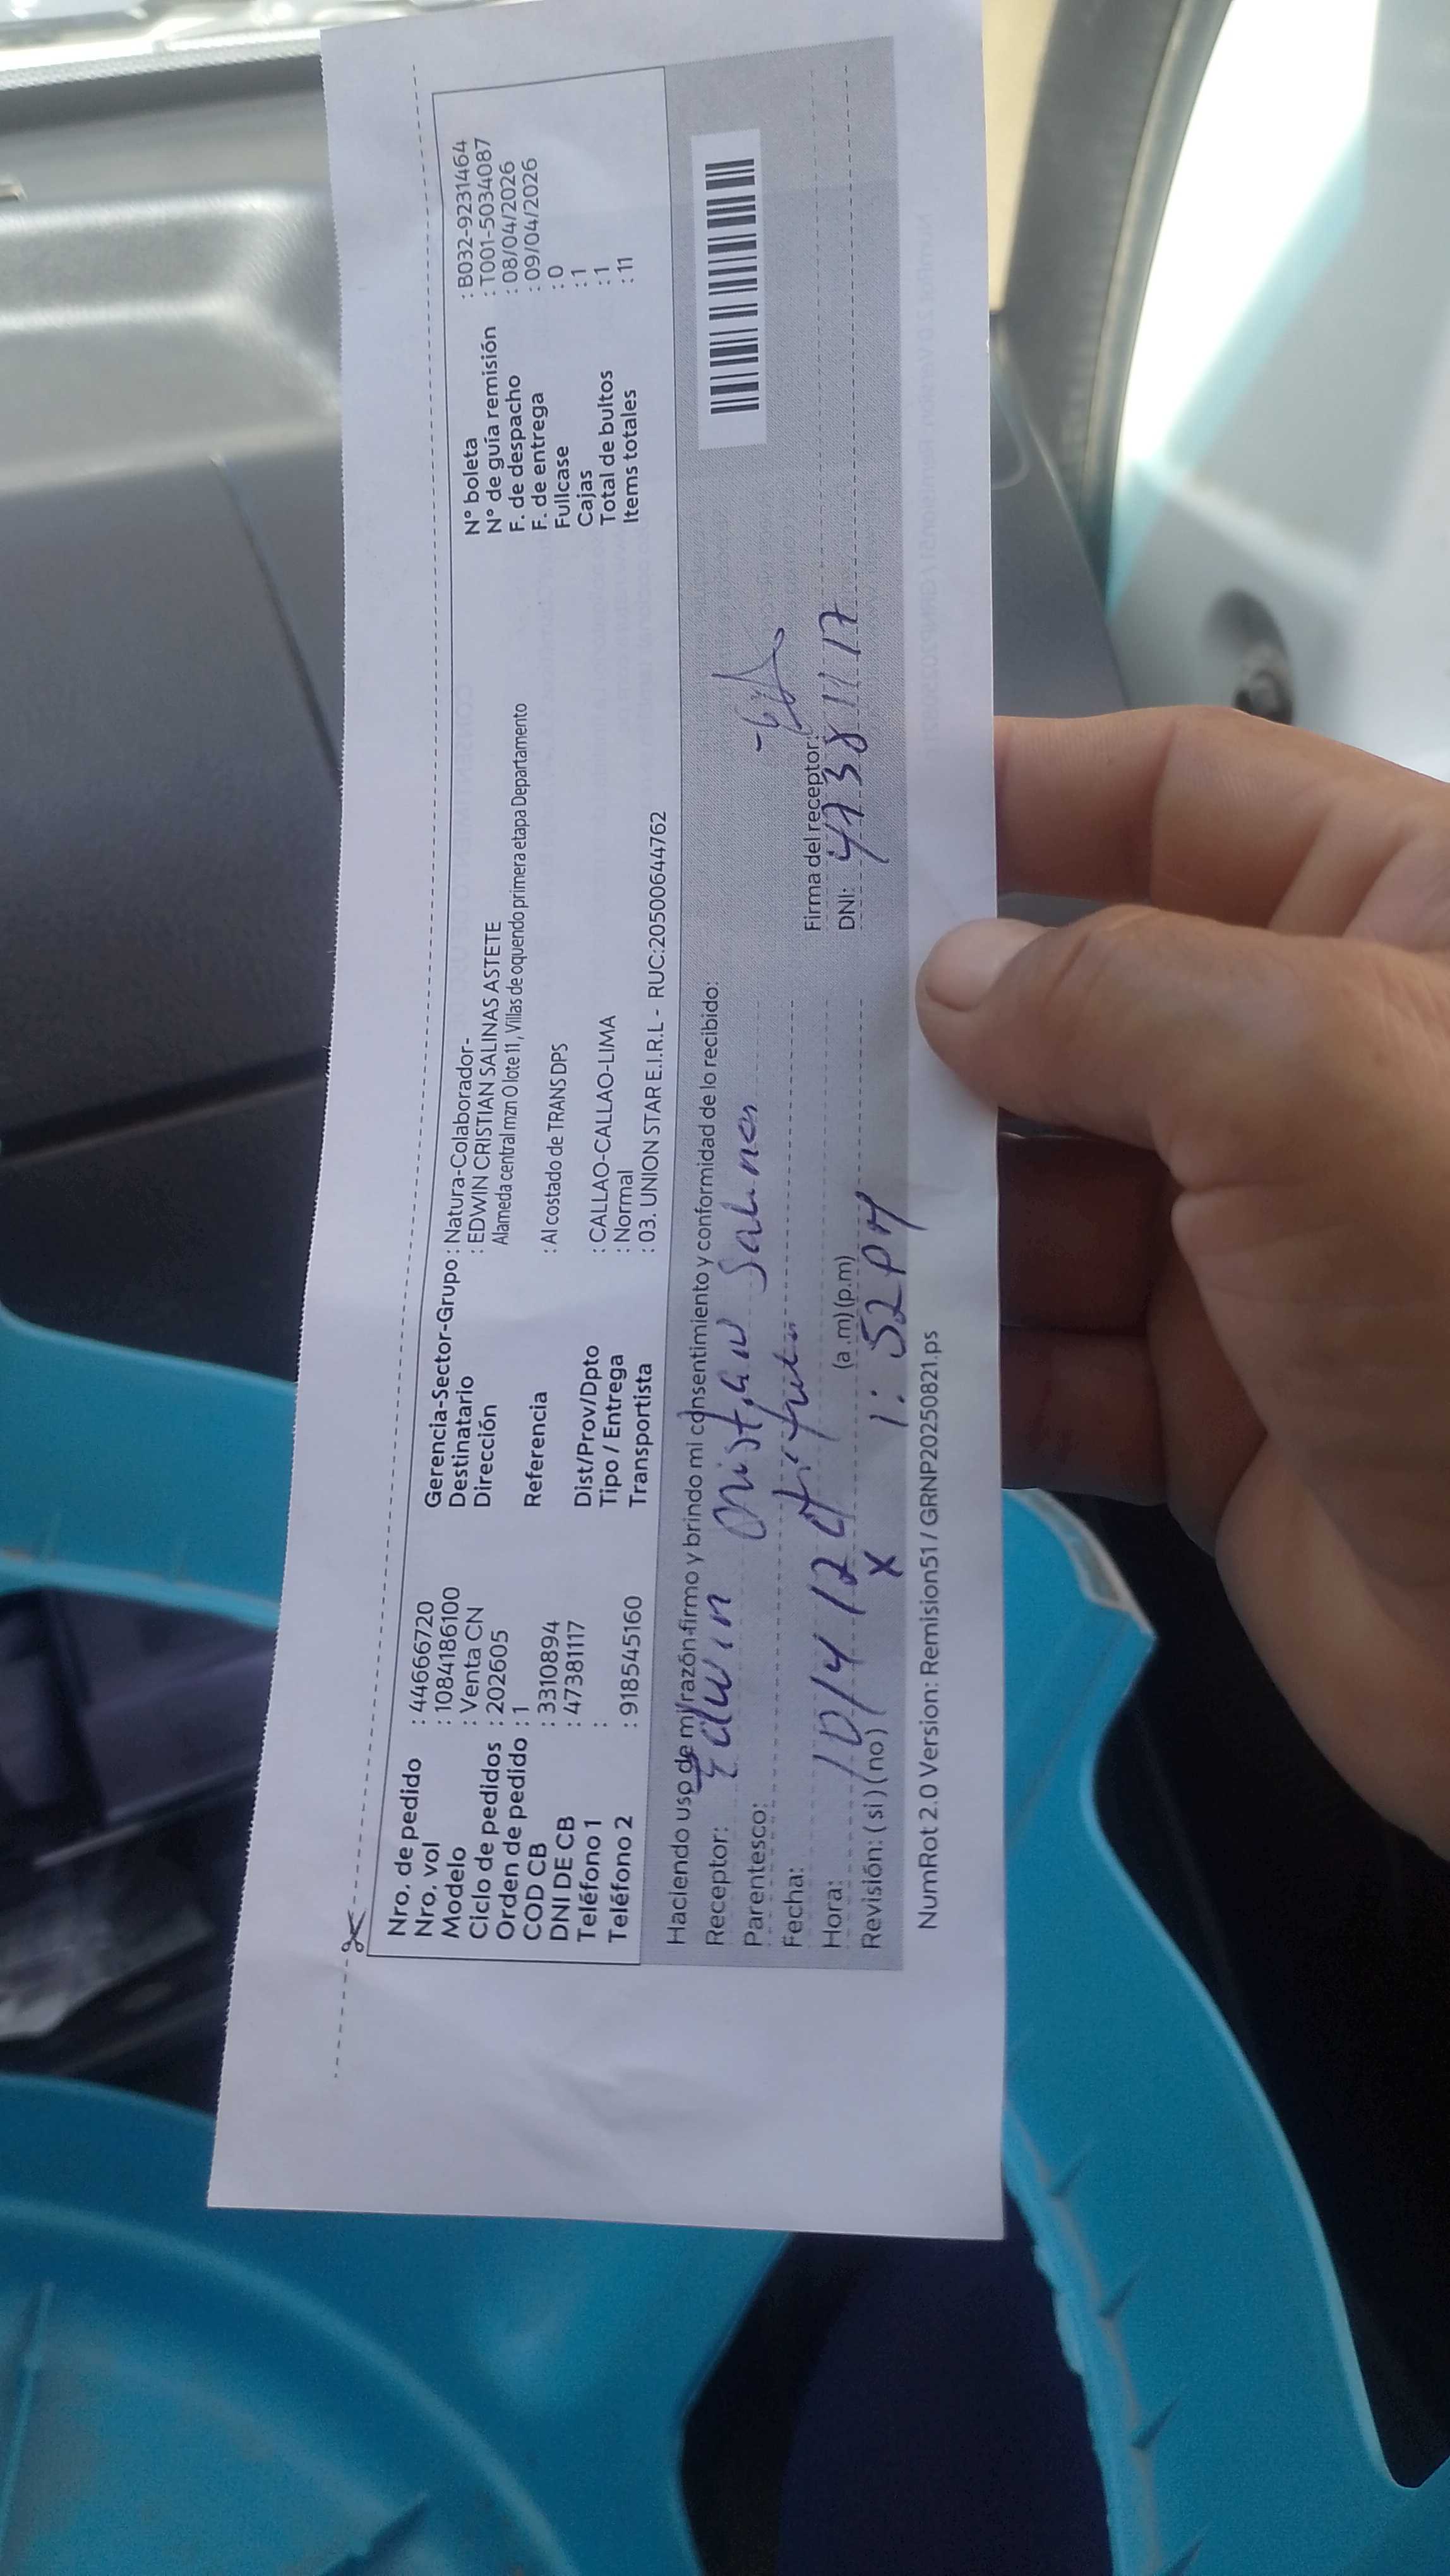 Nro. de pedido : 44666720
Nro. vol : 1084186100
Modelo : Venta CN
Ciclo de pedidos : 202605
Orden de pedido : 1
COD CB : 3310894
DNI DE CB : 47381117
Teléfono 1 :
Teléfono 2 : 918545160
Gerencia-Sector-Grupo : Natura-Colaborador-
Destinatario : EDWIN CRISTIAN SALINAS ASTETE
Dirección Alameda central mzn O lote 11, Villas de oquendo primera etapa Departamento
Referencia : Al costado de TRANS DPS
Dist/Prov/Dpto : CALLAO-CALLAO-LIMA
Tipo / Entrega : Normal
Transportista : 03. UNION STAR E.I.R.L - RUC:20500644762
N° boleta : B032-9231464
N° de guía remisión : T001-5034087
F. de despacho : 08/04/2026
F. de entrega : 09/04/2026
Fullcase : 0
Cajas : 1
Total de bultos : 1
Items totales : 11
Haciendo uso de mi razón firmo y brindo mi consentimiento y conformidad de lo recibido:
Receptor: Edwin Cristian Salinas
Parentesco:
Fecha:
Hora: 10/4 (a .m) (p.m)
Revisión: ( si ) ( no ) x 1:52 PM
Firma del receptor:
DNI: 47381117
NumRot 2.0 Version: Remision51 / GRNP20250821.ps